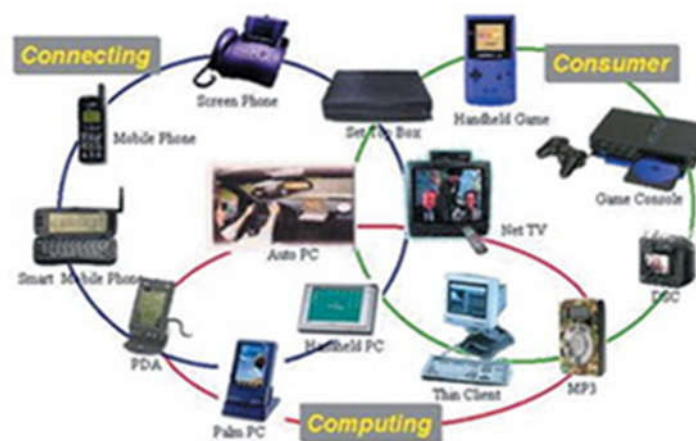 Connecting
Consumer
Screen Phone
Mobile Phone
Set Top Box
Handheld Game
Game Console
Auto PC
Net TV
Smart Mobile Phone
DSC
PDA
Handheld PC
Thin Client
MP3
Palm PC
Computing